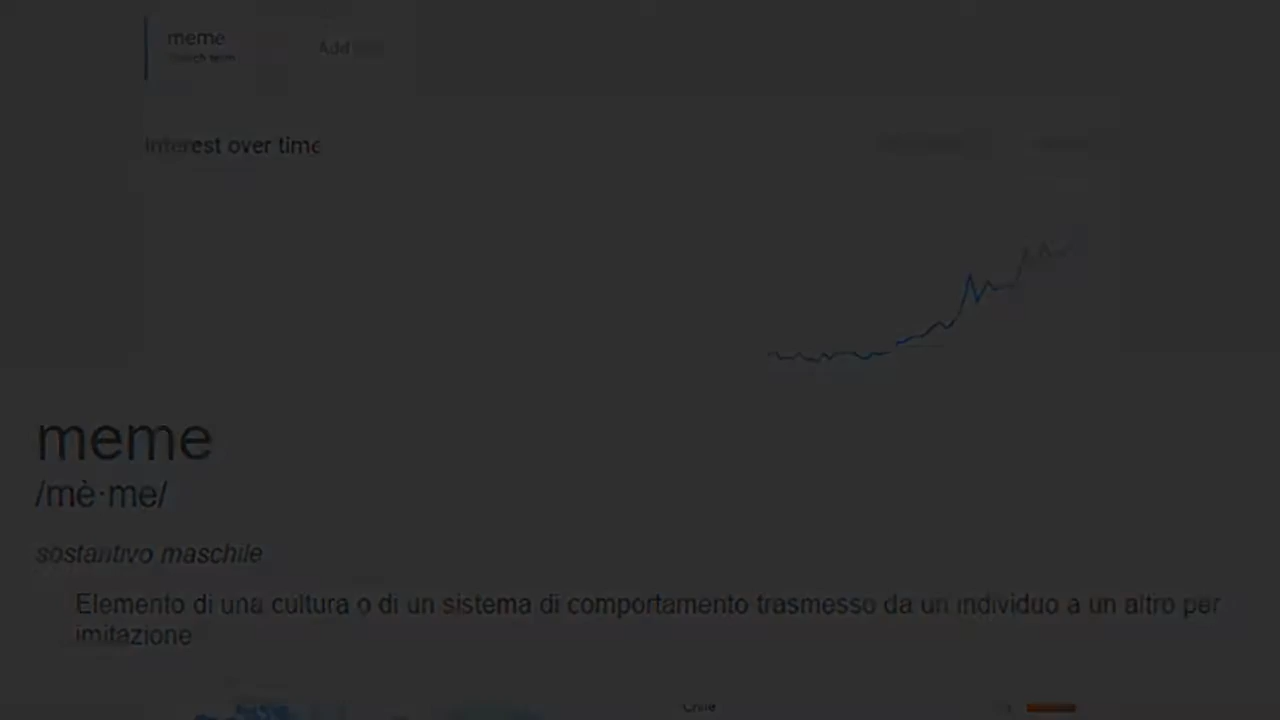 meme
Add
Interest over time
meme
/mè·me/
sostantivo maschile
Elemento di una cultura o di un sistema di comportamento trasmesso da un individuo a un altro per
imitazione